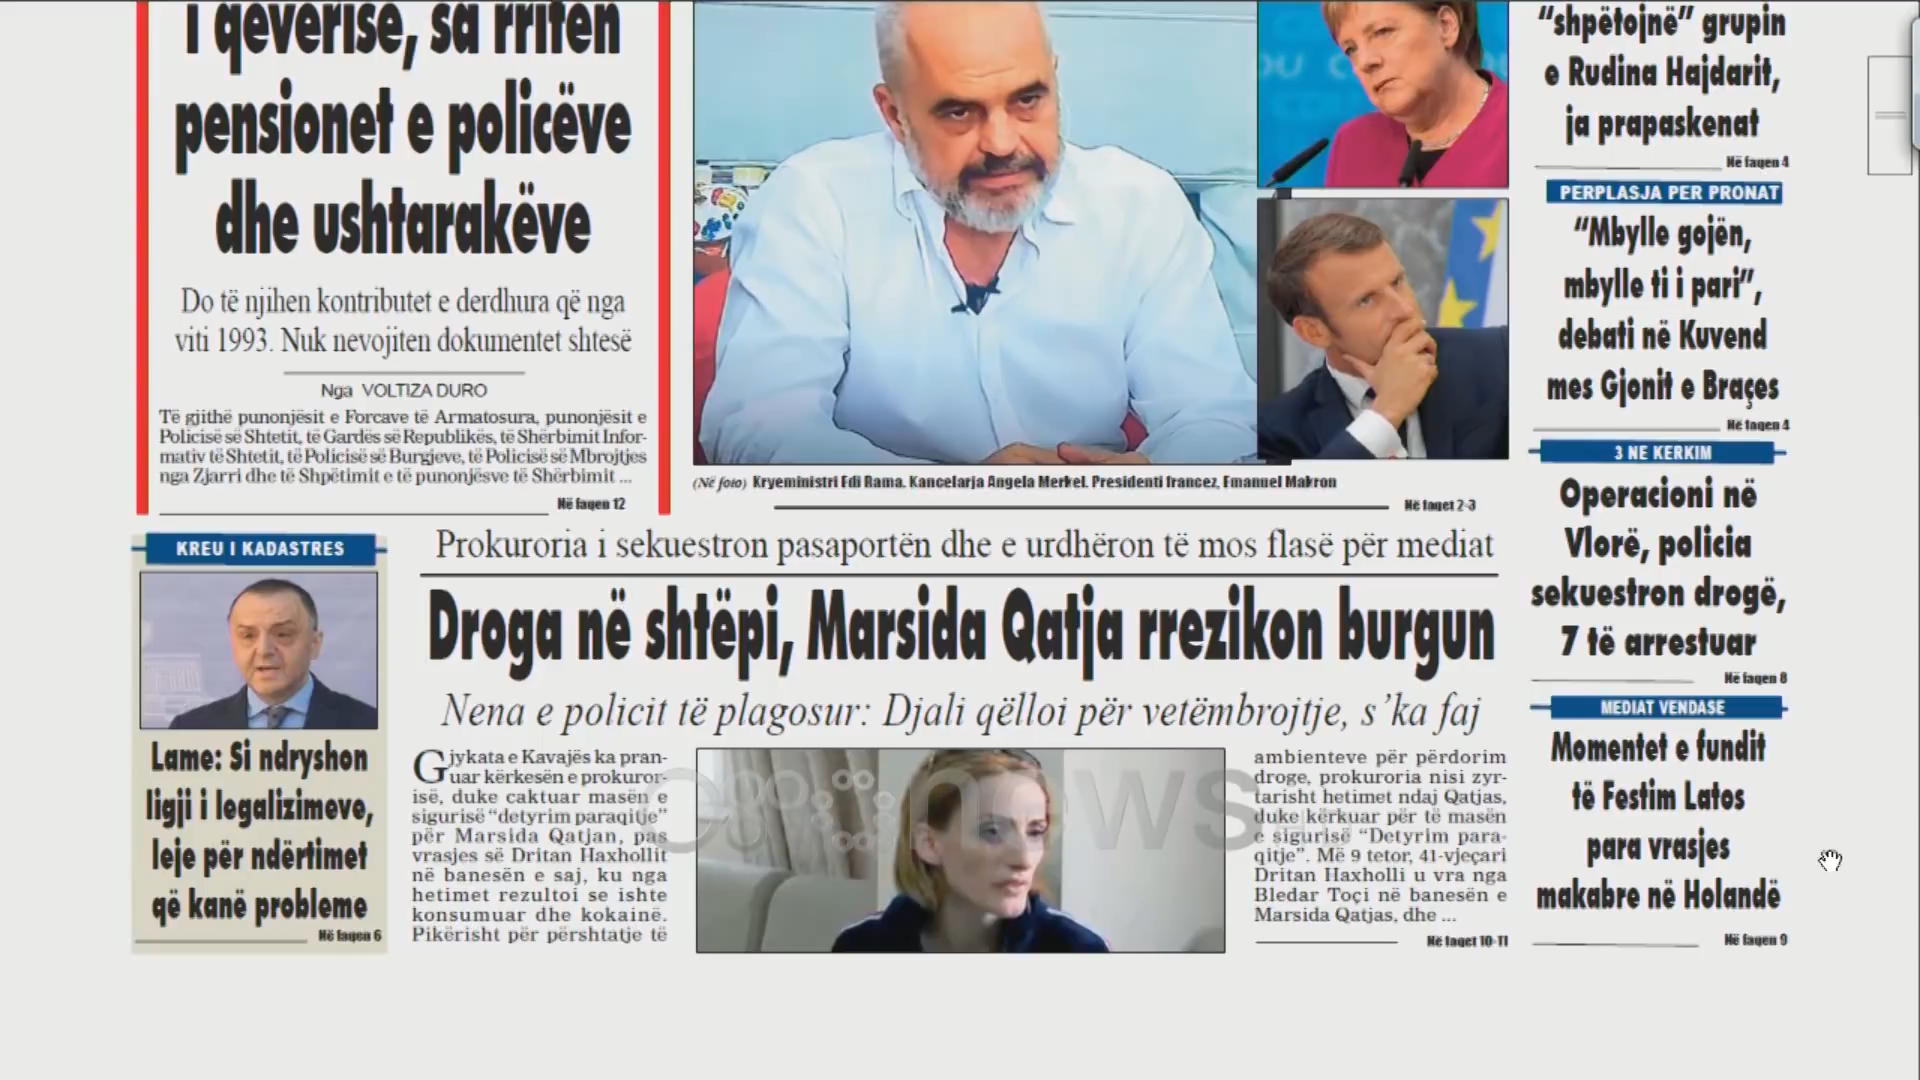 i qeverisë, sa rriten
pensionet e policëve
dhe ushtarakëve
Do të njihen kontributet e derdhura që nga
viti 1993. Nuk nevojiten dokumentet shtesë
Nga VOLTIZA DURO
Të gjithë punonjësit e Forcave të Armatosura, punonjësit e
Policisë së Shtetit, të Gardës së Republikës, të Shërbimit Infor-
mativ të Shtetit, të Policisë së Burgjeve, të Policisë së Mbrojtjes
nga Zjarri dhe të Shpëtimit e të punonjësve të Shërbimit ...
Në faqen 12
(Në foto) Kryeministri Edi Rama. Kancelarja Angela Merkel. Presidenti francez, Emanuel Makron
Në faqet 2-3
"shpëtojnë" grupin
e Rudina Hajdarit,
ja prapaskenat
Në faqen 4
PERPLASJA PER PRONAT
"Mbylle gojën,
mbylle ti i pari",
debati në Kuvend
mes Gjonit e Braçes
Në faqen 4
3 NE KERKIM
Operacioni në
Vlorë, policia
sekuestron drogë,
7 të arrestuar
Në faqen 8
MEDIAT VENDASE
Momentet e fundit
të Festim Latos
para vrasjes
makabre në Holandë
Në faqen 9
KREU I KADASTRES
Lame: Si ndryshon
ligji i legalizimeve,
leje për ndërtimet
që kanë probleme
Në faqen 6
Prokuroria i sekuestron pasaportën dhe e urdhëron të mos flasë për mediat
Droga në shtëpi, Marsida Qatja rrezikon burgun
Nena e policit të plagosur: Djali qëlloi për vetëmbrojtje, s'ka faj
Gjykata e Kavajës ka pran-
uar kërkesën e prokuror-
isë, duke caktuar masën e
sigurisë "detyrim paraqitje"
për Marsida Qatjan, pas
vrasjes së Dritan Haxhollit
në banesën e saj, ku nga
hetimet rezultoi se ishte
konsumuar dhe kokainë.
Pikërisht për përshtatje të
ambienteve për përdorim
droge, prokuroria nisi zyr-
tarisht hetimet ndaj Qatjas,
duke kërkuar për të masën
e sigurisë "Detyrim para-
qitje". Më 9 tetor, 41-vjeçari
Dritan Haxholli u vra nga
Bledar Toçi në banesën e
Marsida Qatjas, dhe ...
Në faqet 10-11
news